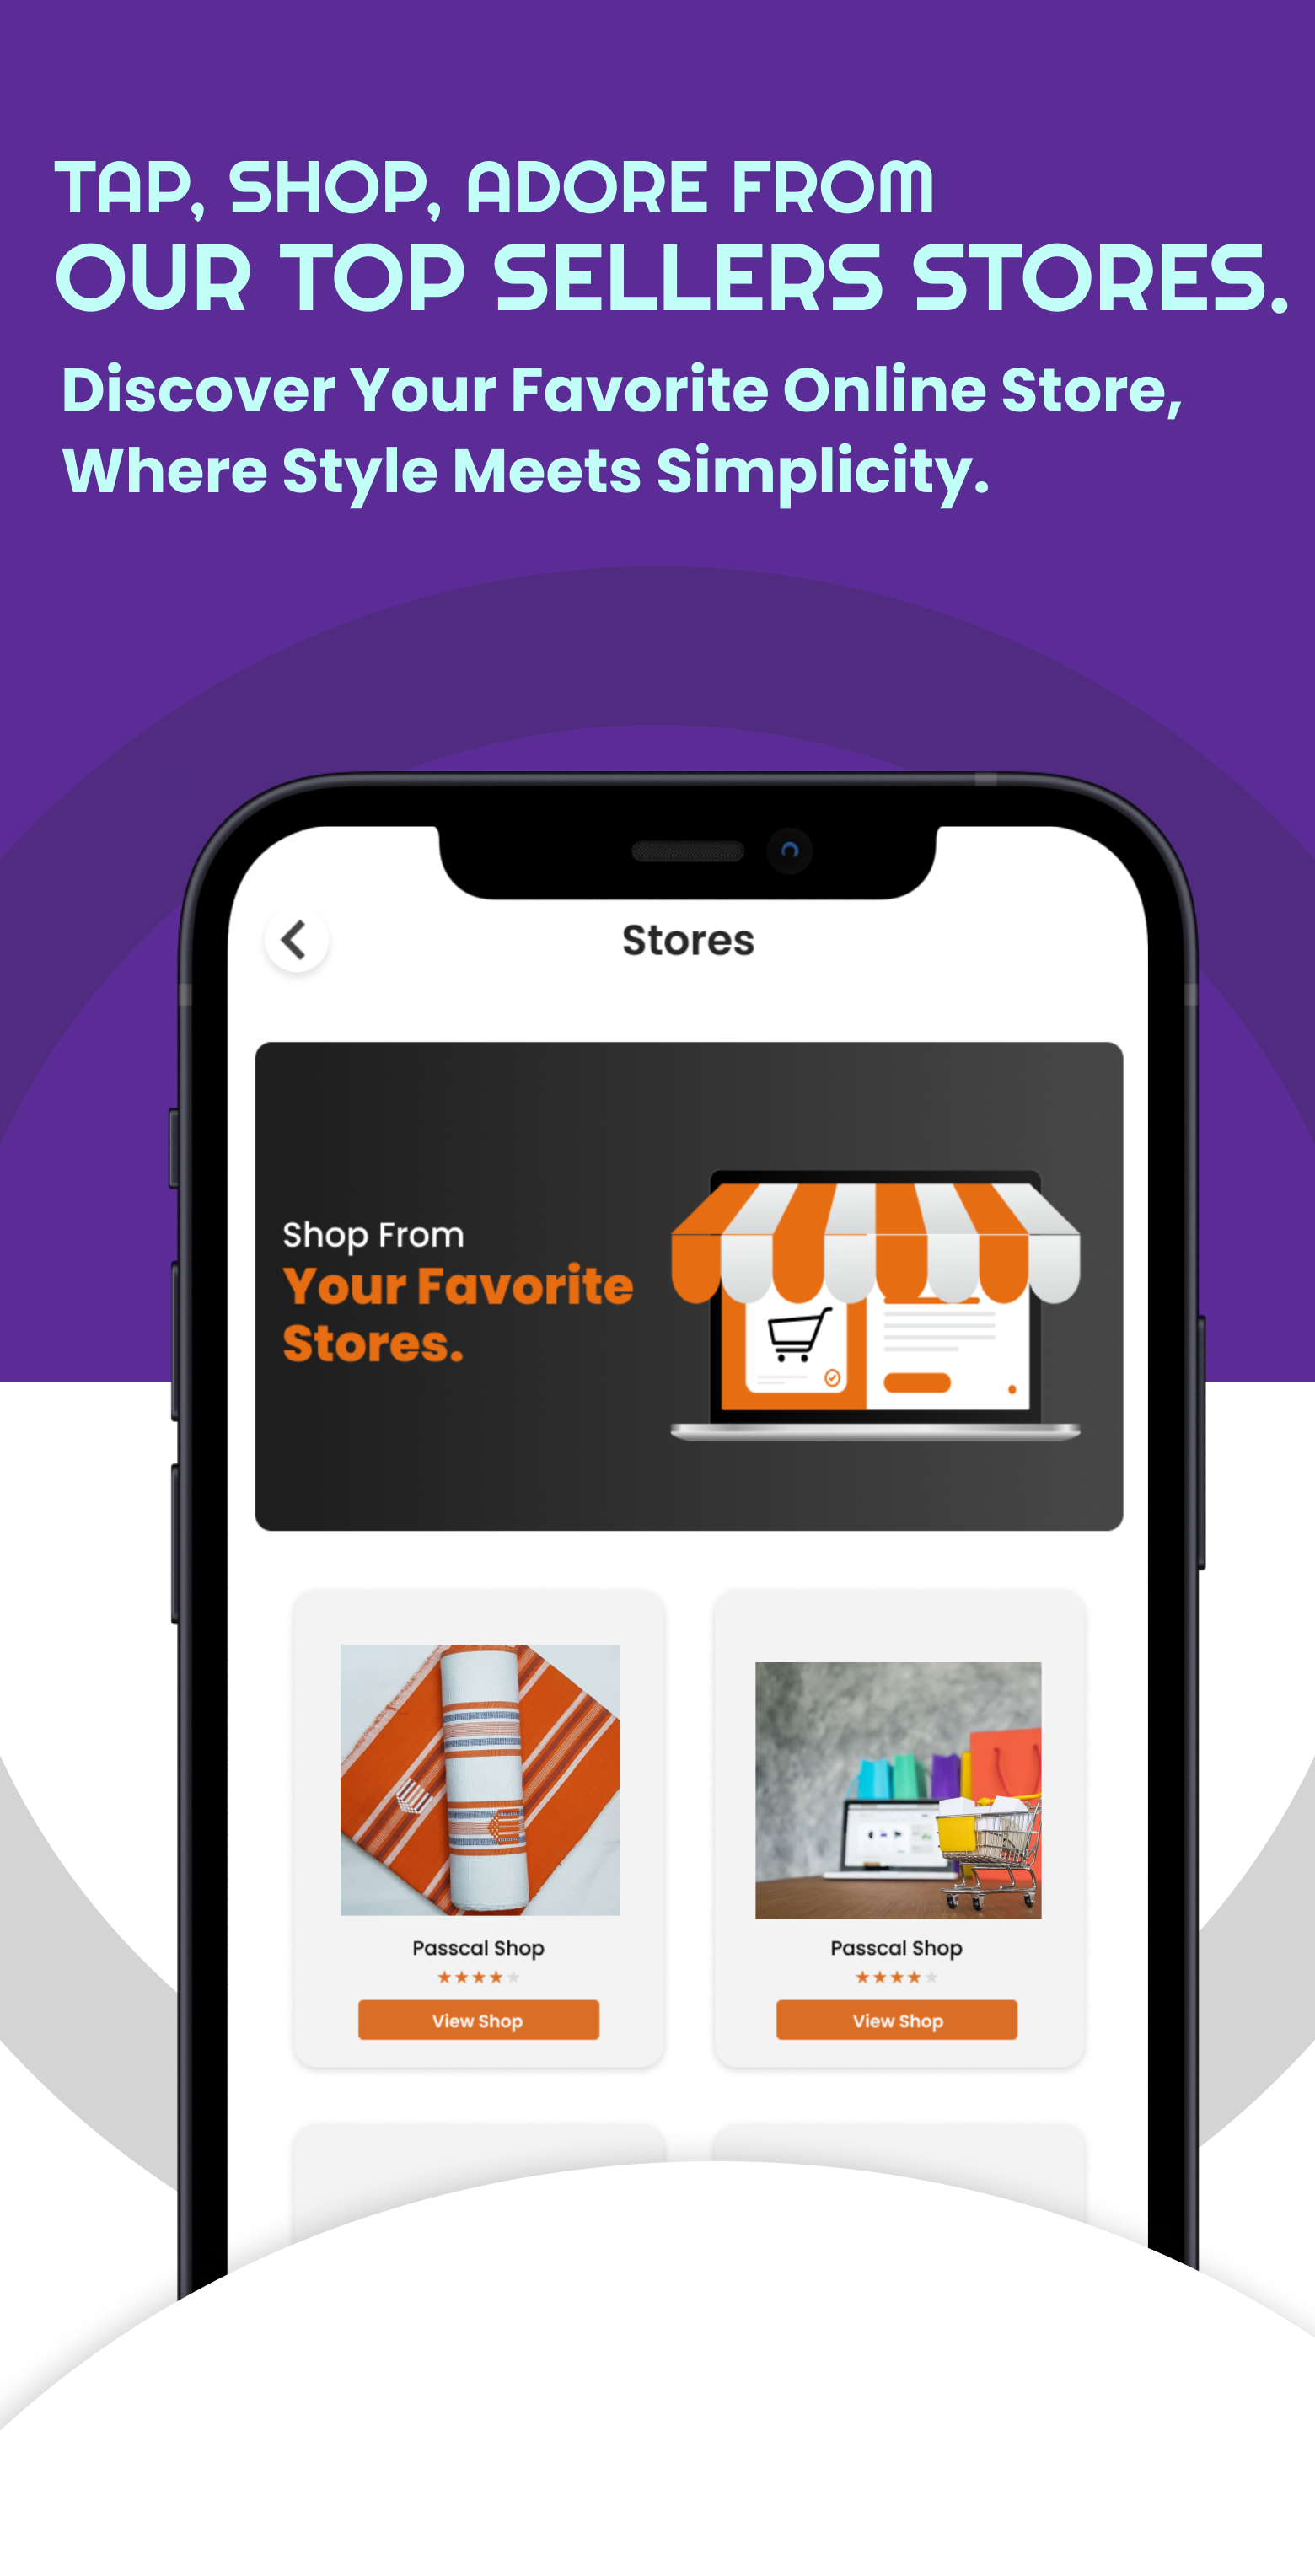 TAP, SHOP, ADORE FROM
OUR TOP SELLERS STORES.
Discover Your Favorite Online Store,
Where Style Meets Simplicity.
Stores
Shop From
Your Favorite
Stores.
Passcal Shop
Passcal Shop
View Shop
View Shop